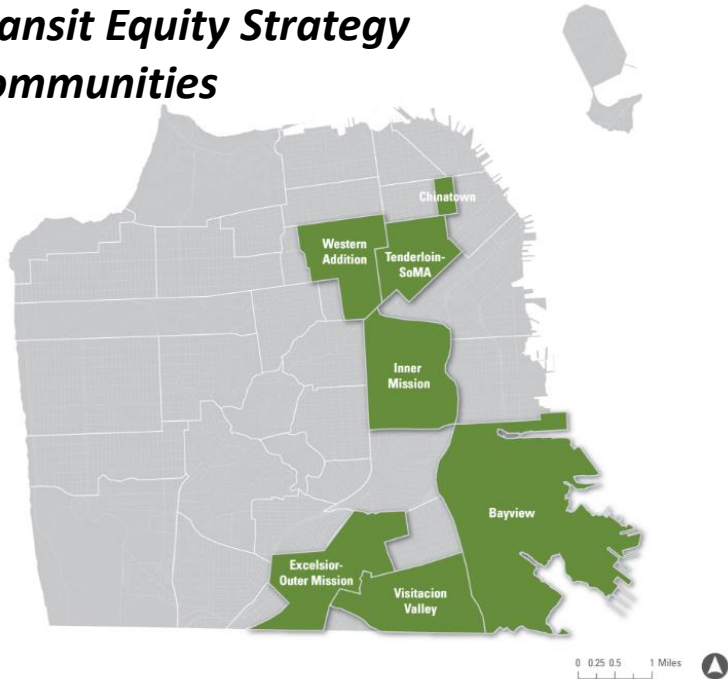 ansit Equity Strategy
ommunities
Chinatown
Western
Addition
Tenderloin-
SoMA
Inner
Mission
Bayview
Excelsior-
Outer Mission
Visitacion
Valley
0 0.25 0.5 1 Miles